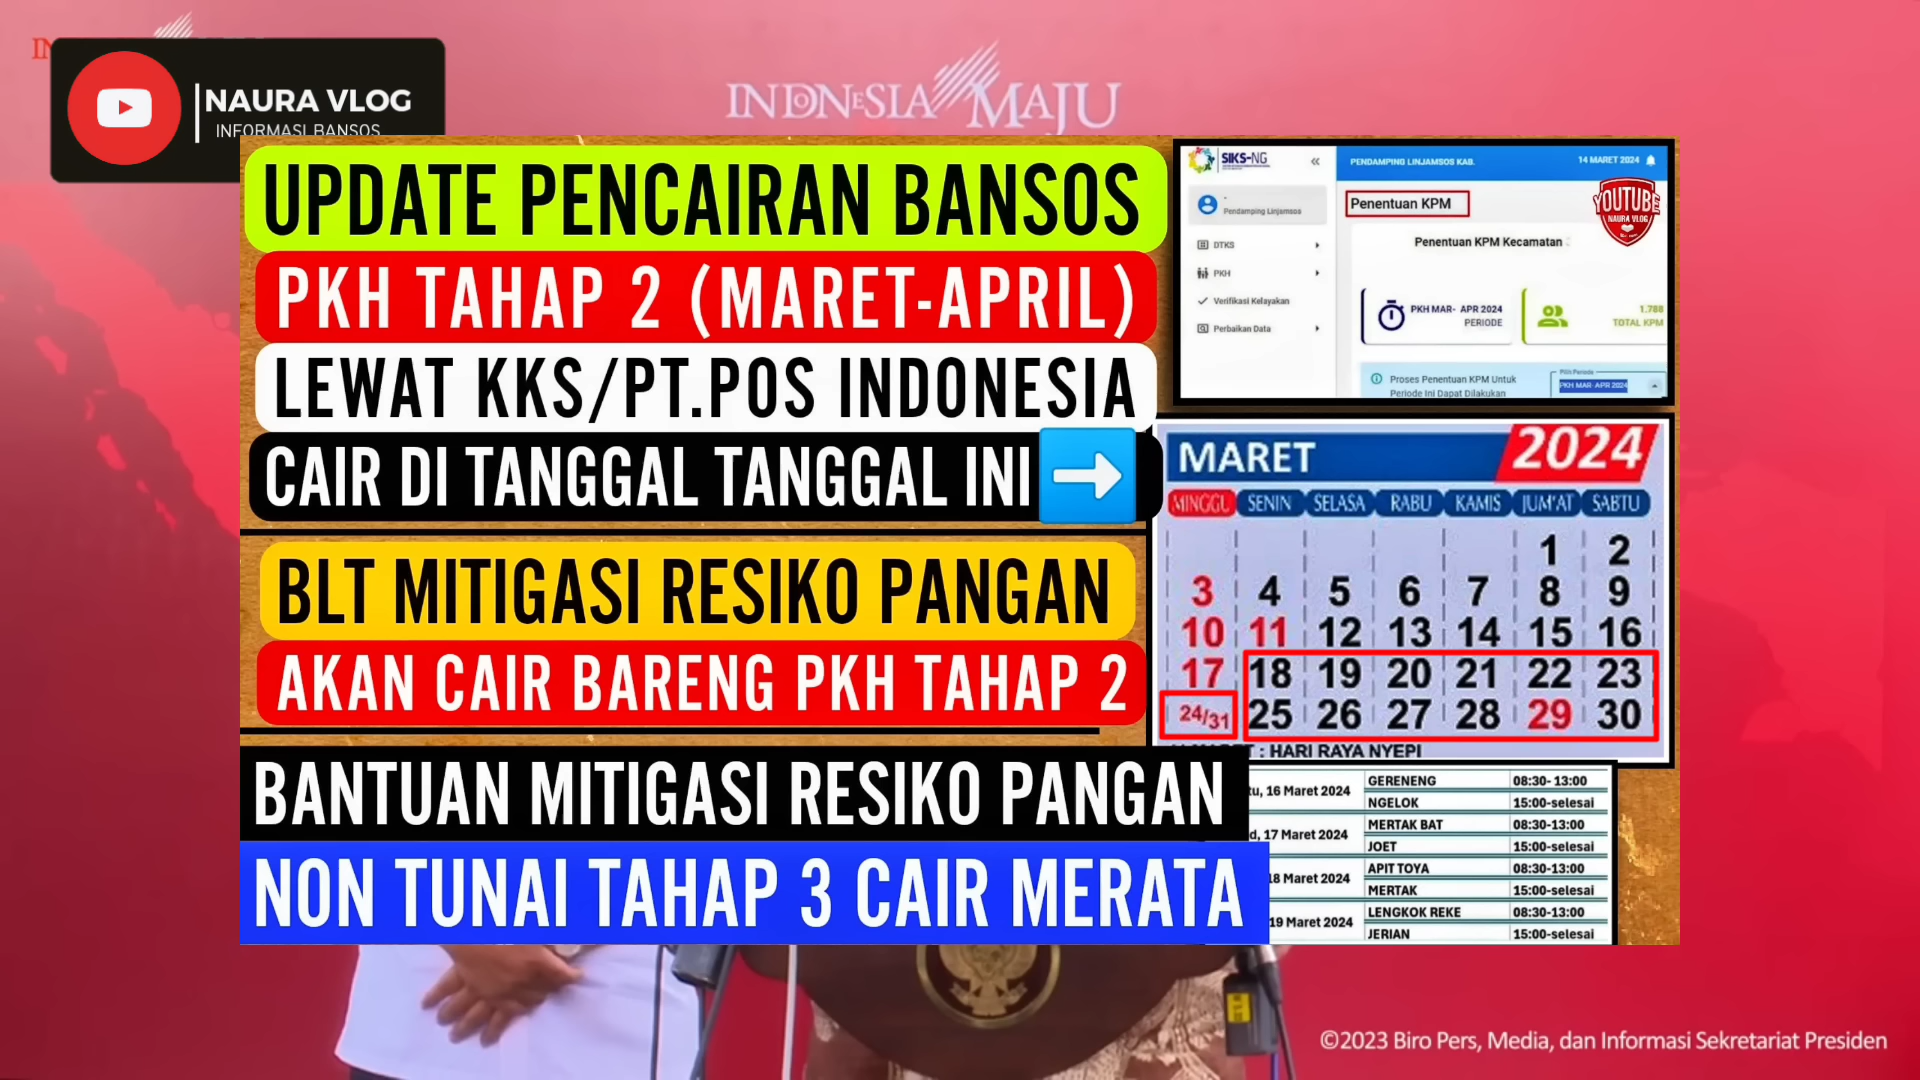 NAURA VLOG
INFORMASI BANSOS
INDONESIA MAJU
UPDATE PENCAIRAN BANSOS
PKH TAHAP 2 (MARET-APRIL)
LEWAT KKS/PT.POS INDONESIA
CAIR DI TANGGAL TANGGAL INI
BLT MITIGASI RESIKO PANGAN
AKAN CAIR BARENG PKH TAHAP 2
BANTUAN MITIGASI RESIKO PANGAN
NON TUNAI TAHAP 3 CAIR MERATA
SIKS-NG
PENDAMPING LINJAMSOS KAB.
14 MARET 2024
Pendamping Linjamsos
DTKS
PKH
Verifikasi Kelayakan
Perbaikan Data
Penentuan KPM
YOUTUBE
NAURA VLOG
Penentuan KPM Kecamatan
PKH MAR- APR 2024
PERIODE
1.788
TOTAL KPM
Proses Penentuan KPM Untuk
Periode Ini Dapat Dilakukan
Pilih Periode
PKH MAR-APR 2024
MARET 2024
MINGGU SENIN SELASA RABU KAMIS JUM'AT SABTU
1 2
3 4 5 6 7 8 9
10 11 12 13 14 15 16
17 18 19 20 21 22 23
24/31 25 26 27 28 29 30
: HARI RAYA NYEPI
16 Maret 2024 GERENENG 08:30- 13:00
NGELOK 15:00-selesai
17 Maret 2024 MERTAK BAT 08:30-13:00
JOET 15:00-selesai
18 Maret 2024 APIT TOYA 08:30-13:00
MERTAK 15:00-selesai
19 Maret 2024 LENGKOK REKE 08:30-13:00
JERIAN 15:00-selesai
©2023 Biro Pers, Media, dan Informasi Sekretariat Presiden